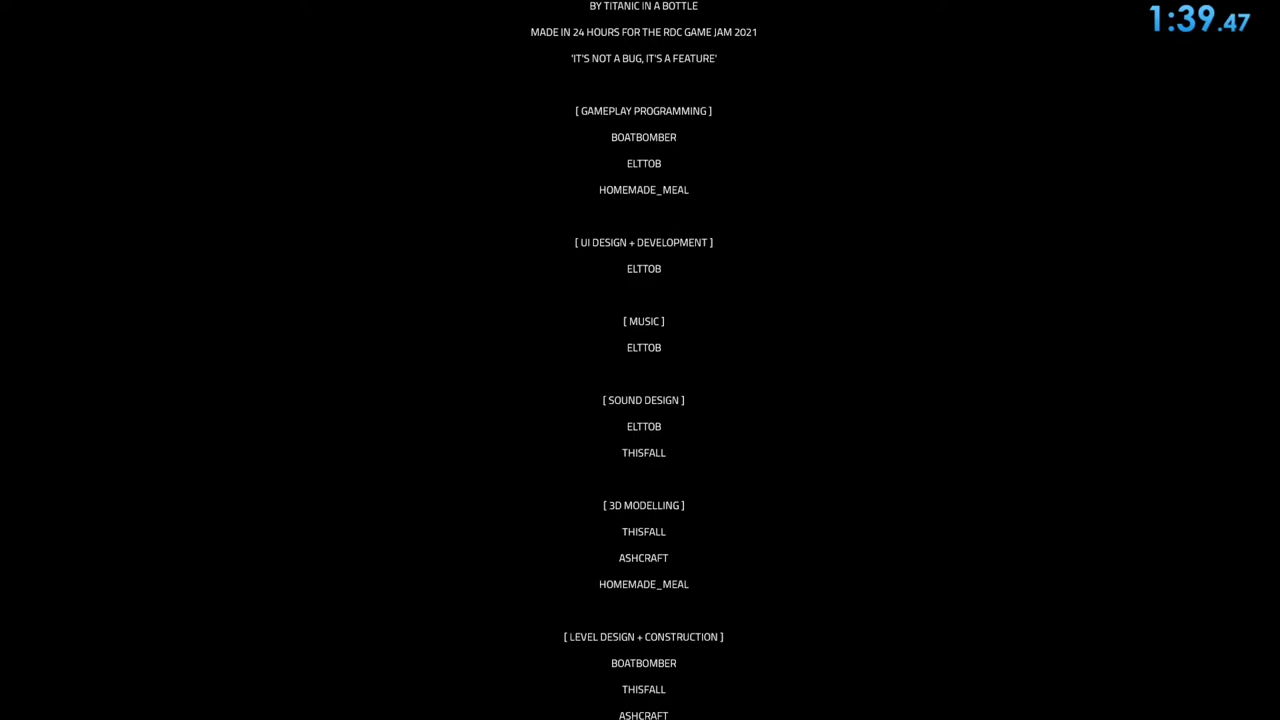 BY TITANIC IN A BOTTLE
1:39.47
MADE IN 24 HOURS FOR THE RDC GAME JAM 2021
'IT'S NOT A BUG, IT'S A FEATURE'
[ GAMEPLAY PROGRAMMING ]
BOATBOMBER
ELTTOB
HOMEMADE_MEAL
[ UI DESIGN + DEVELOPMENT ]
ELTTOB
[ MUSIC ]
ELTTOB
[ SOUND DESIGN ]
ELTTOB
THISFALL
[ 3D MODELLING ]
THISFALL
ASHCRAFT
HOMEMADE_MEAL
[ LEVEL DESIGN + CONSTRUCTION ]
BOATBOMBER
THISFALL
ASHCRAFT